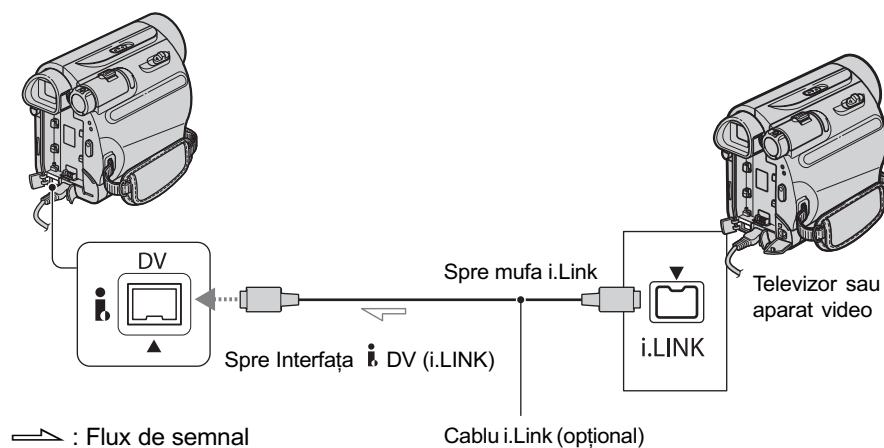 DV
Spre mufa i.Link
Televizor sau
aparat video
i.LINK
Spre Interfața i DV (i.LINK)
: Flux de semnal
Cablu i.Link (opțional)